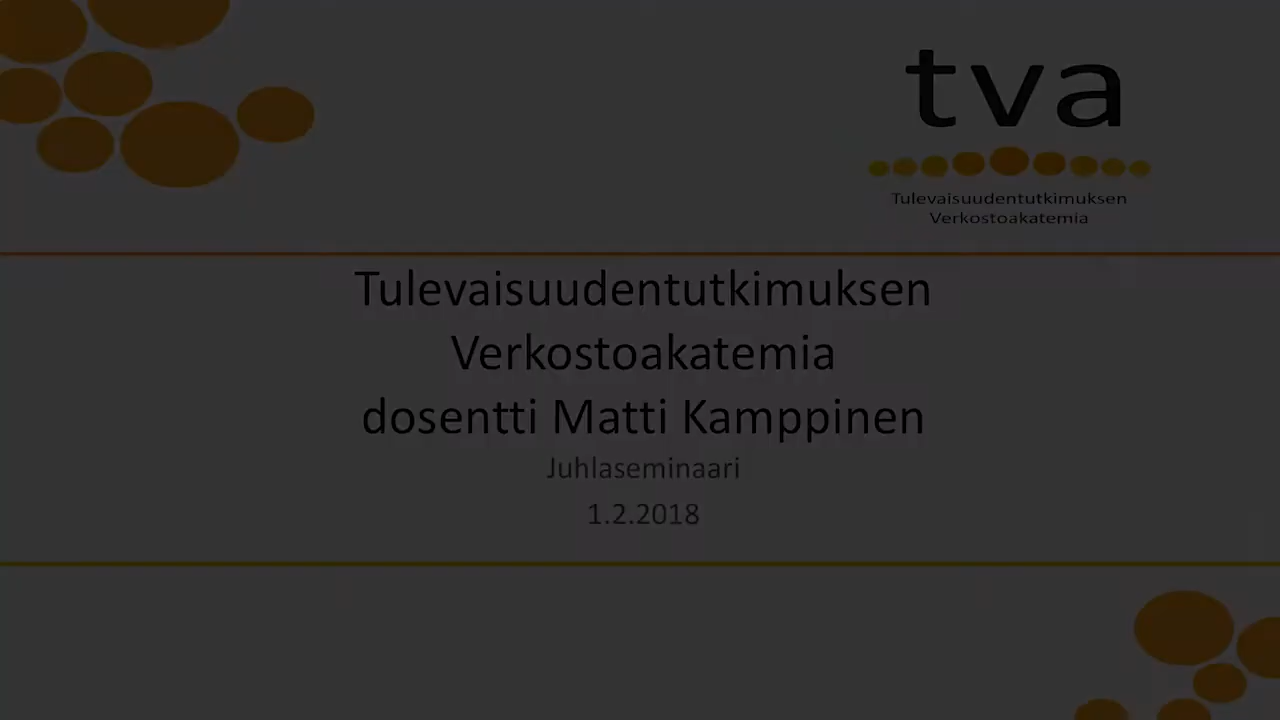 tva
Tulevaisuudentutkimuksen
Verkostoakatemia
Tulevaisuudentutkimuksen
Verkostoakatemia
dosentti Matti Kamppinen
Juhlaseminaari
1.2.2018